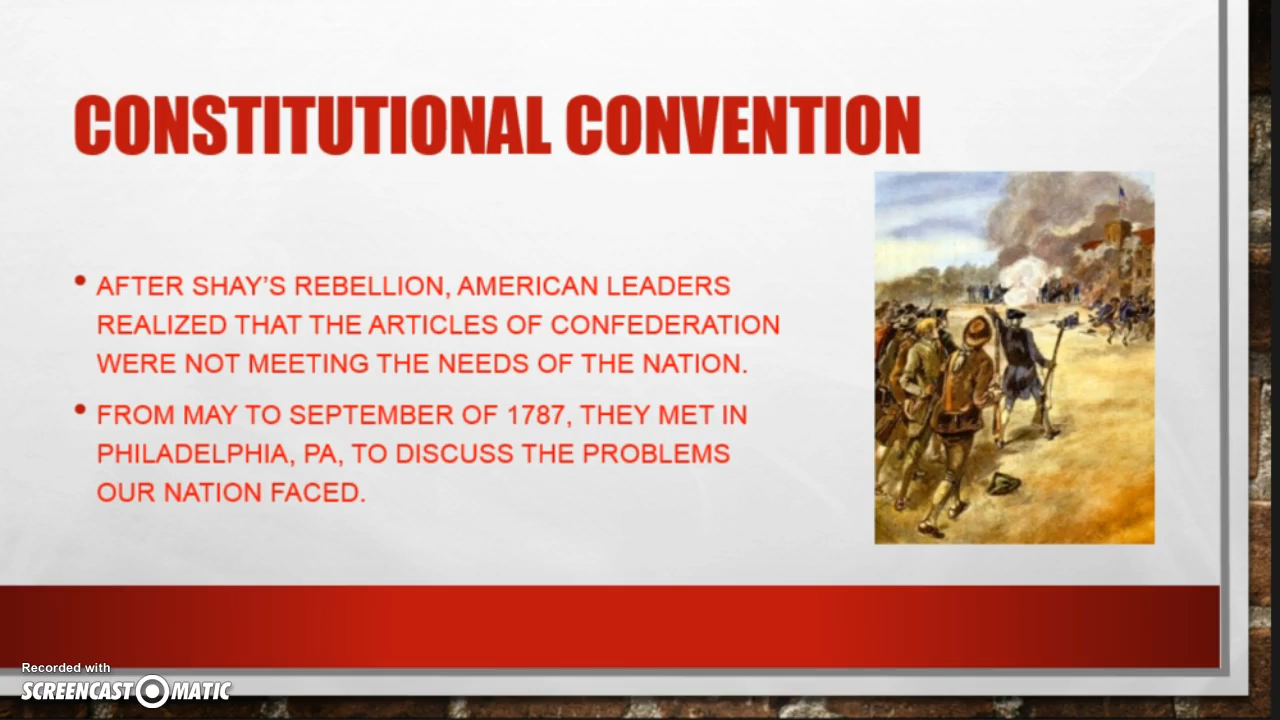 CONSTITUTIONAL CONVENTION
• AFTER SHAY’S REBELLION, AMERICAN LEADERS
REALIZED THAT THE ARTICLES OF CONFEDERATION
WERE NOT MEETING THE NEEDS OF THE NATION.
• FROM MAY TO SEPTEMBER OF 1787, THEY MET IN
PHILADELPHIA, PA, TO DISCUSS THE PROBLEMS
OUR NATION FACED.
Recorded with
SCREENCAST MATIC